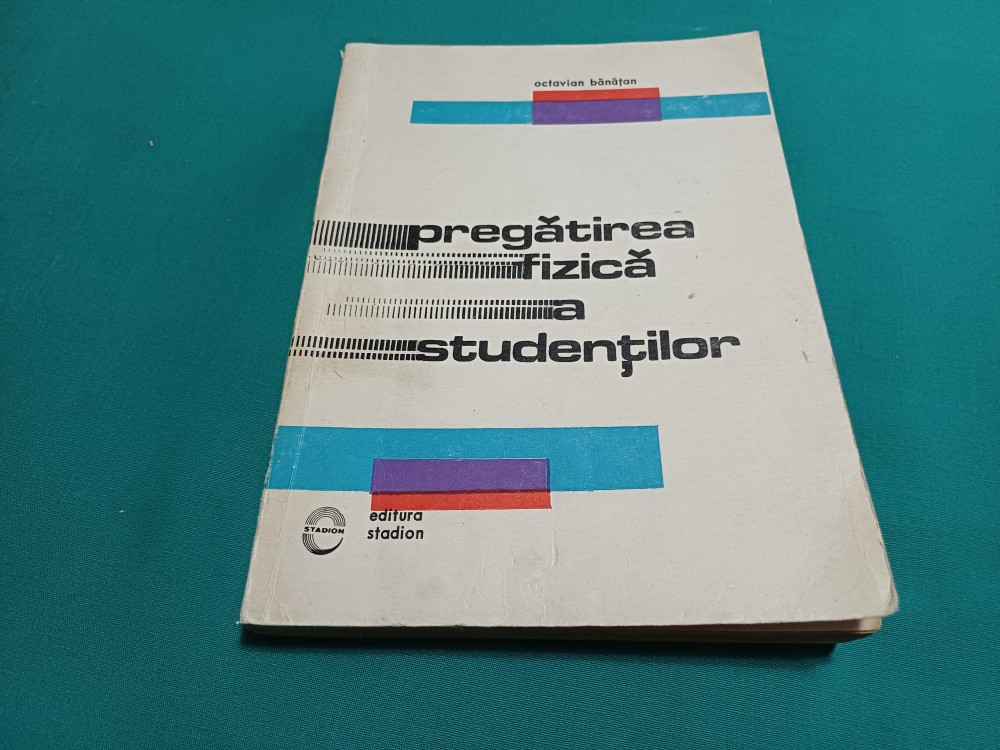 octavian bănățan
pregătirea
fizică
a
studenților
STADION
editura
stadion